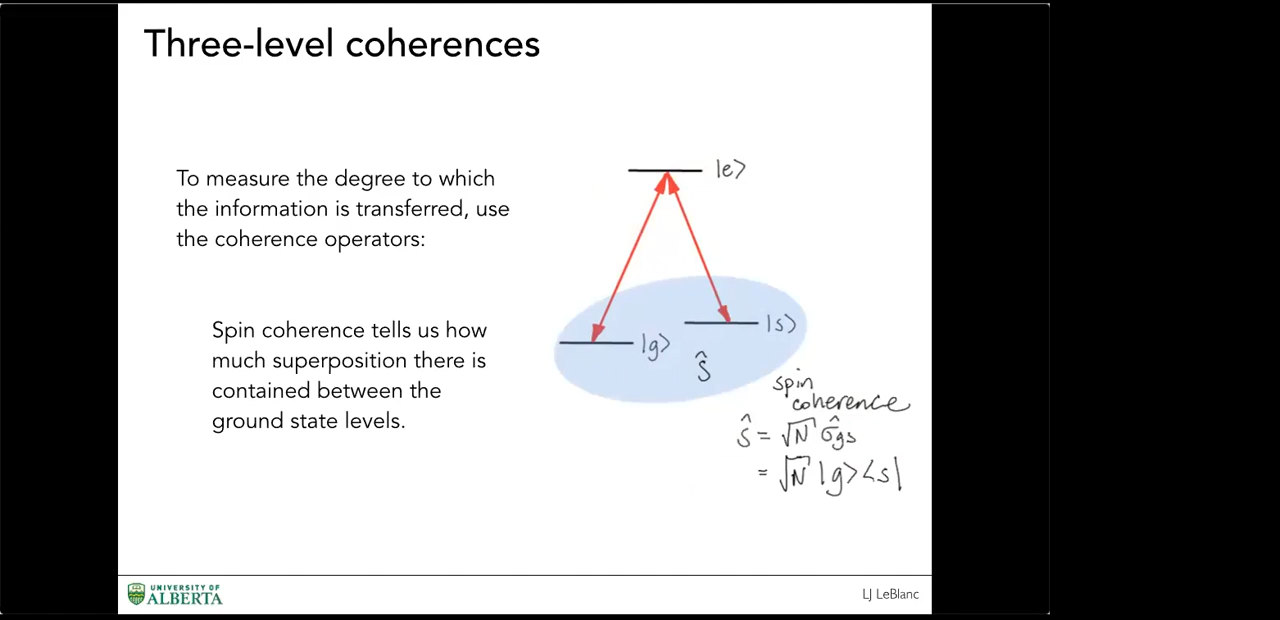 Three-level coherences
To measure the degree to which
the information is transferred, use
the coherence operators:
Spin coherence tells us how
much superposition there is
contained between the
ground state levels.
|e⟩
|g⟩
|s⟩
Ŝ
spin
coherence
Ŝ = √N σ̂gs
= √N |g⟩⟨s|
UNIVERSITY OF
ALBERTA
LJ LeBlanc